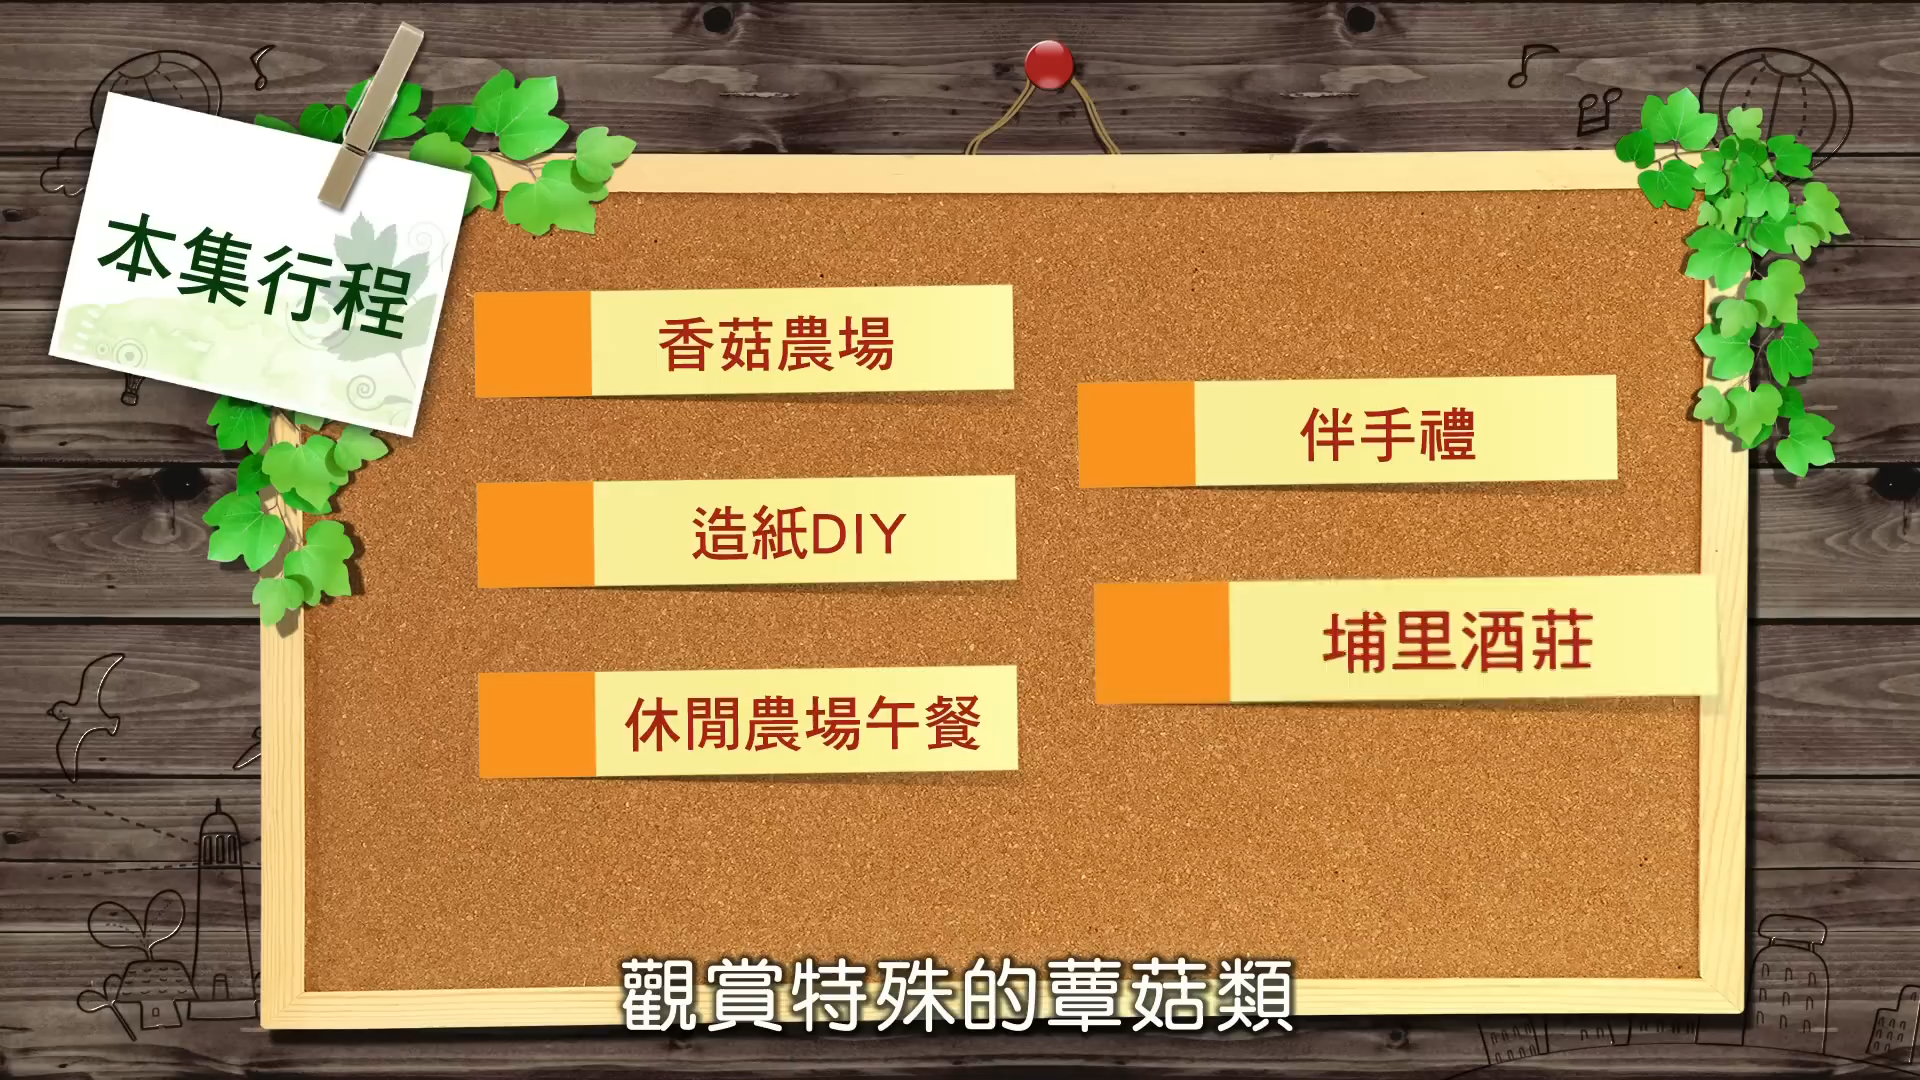 本集行程
香菇農場
造紙DIY
休閒農場午餐
伴手禮
埔里酒莊
觀賞特殊的蕈菇類